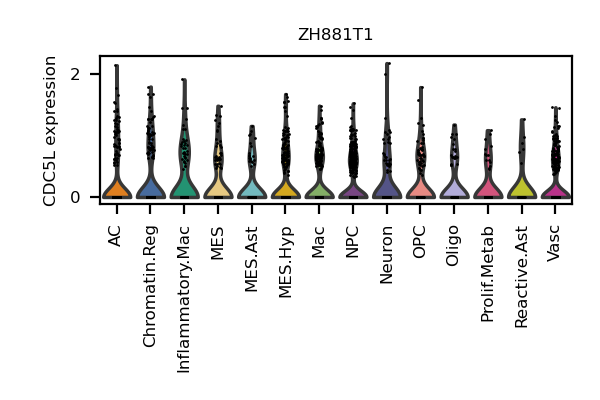 ZH881T1
CDC5L expression
2
0
AC
Chromatin.Reg
Inflammatory.Mac
MES
MES.Ast
MES.Hyp
Mac
NPC
Neuron
OPC
Oligo
Prolif.Metab
Reactive.Ast
Vasc